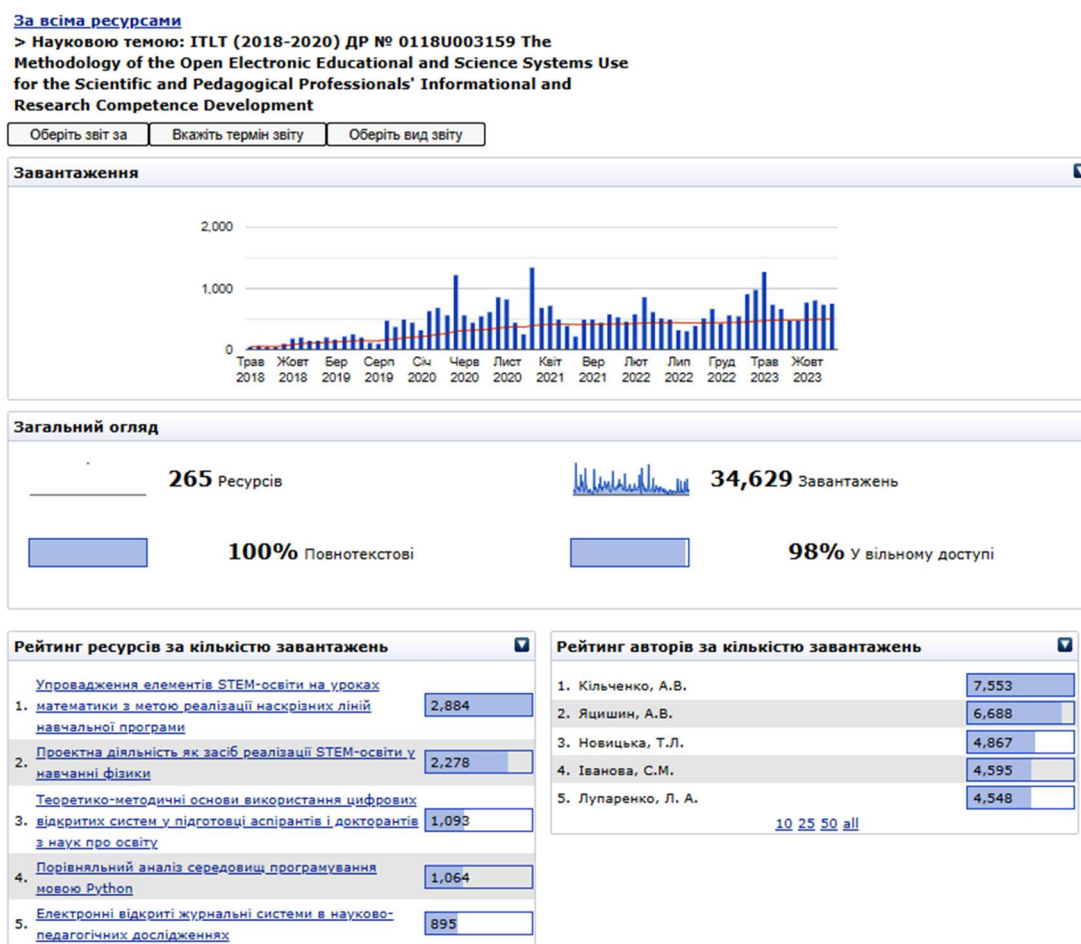 За всіма ресурсами
> Науковою темою: ITLT (2018-2020) ДР № 0118U003159 The
Methodology of the Open Electronic Educational and Science Systems Use
for the Scientific and Pedagogical Professionals' Informational and
Research Competence Development
Оберіть звіт за Вкажіть термін звіту Оберіть вид звіту
Завантаження
2,000
1,000
0
Трав Жовт Бер Серп Січ Черв Лист Квіт Вер Лют Лип Груд Трав Жовт
2018 2018 2019 2019 2020 2020 2020 2021 2021 2022 2022 2022 2023 2023
Загальний огляд
265 Ресурсів
34,629 Завантажень
100% Повнотекстові
98% У вільному доступі
Рейтинг ресурсів за кількістю завантажень
1. Упровадження елементів STEM-освіти на уроках
математики з метою реалізації наскрізних ліній
навчальної програми
2,884
2. Проектна діяльність як засіб реалізації STEM-освіти у
навчанні фізики
2,278
3. Теоретико-методичні основи використання цифрових
відкритих систем у підготовці аспірантів і докторантів
з наук про освіту
1,093
4. Порівняльний аналіз середовищ програмування
мовою Python
1,064
5. Електронні відкриті журнальні системи в науково-
педагогічних дослідженнях
895
Рейтинг авторів за кількістю завантажень
1. Кільченко, А.В. 7,553
2. Яцишин, А.В. 6,688
3. Новицька, Т.Л. 4,867
4. Іванова, С.М. 4,595
5. Лупаренко, Л. А. 4,548
10 25 50 all